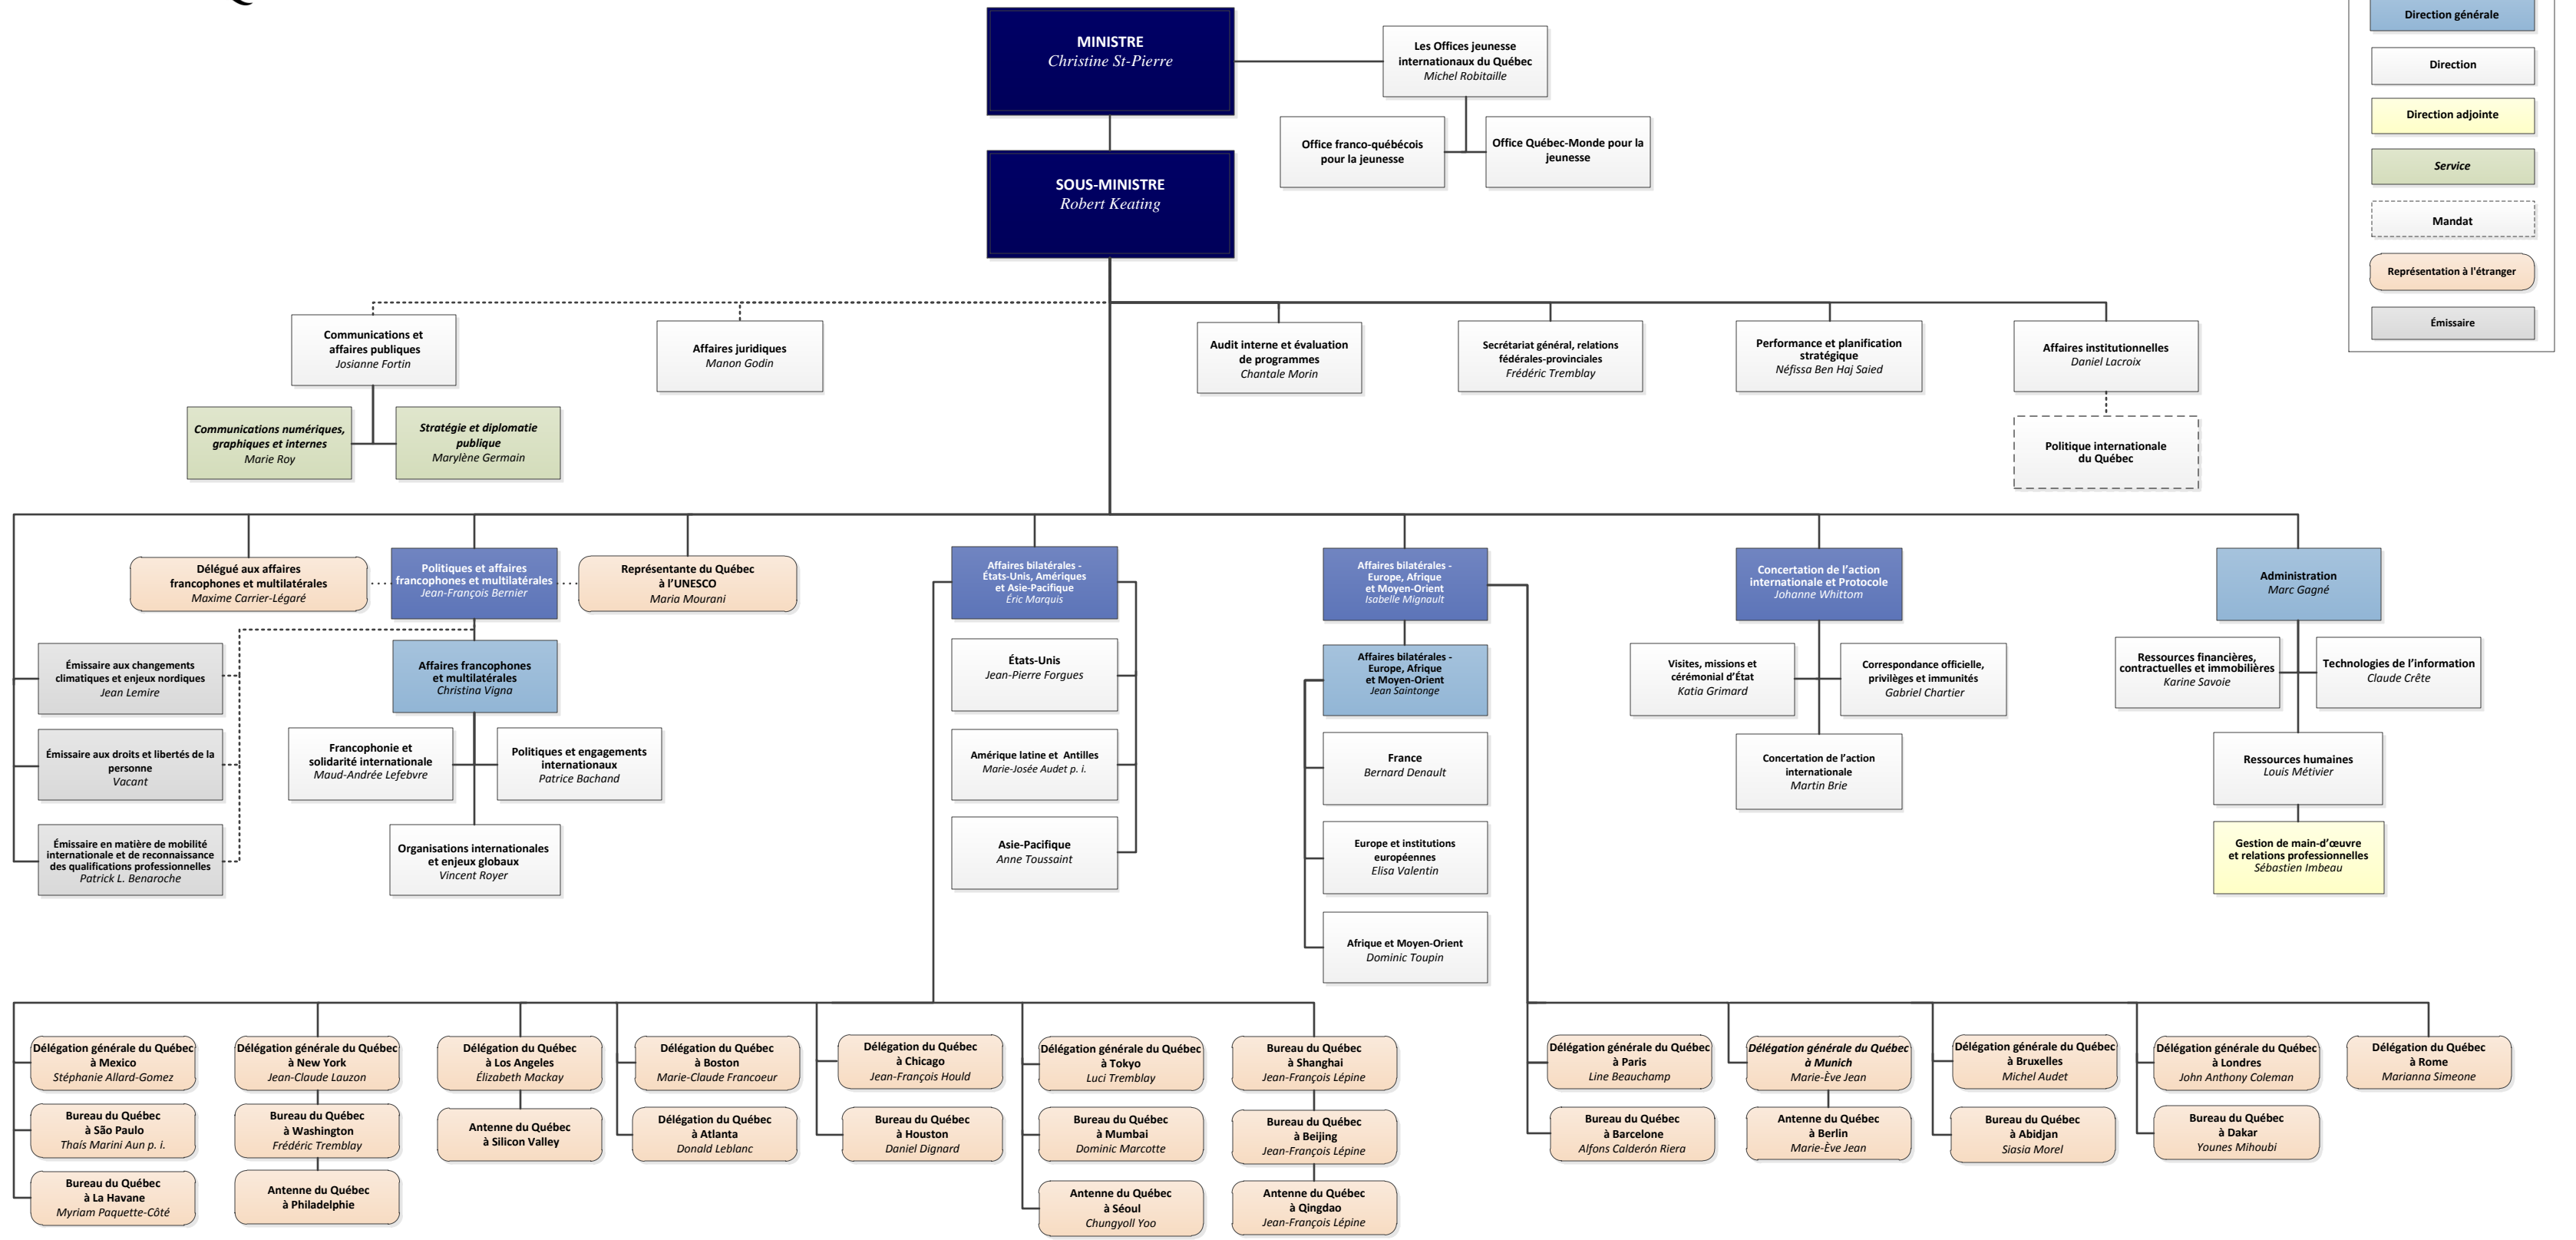 MINISTRE
Christine St-Pierre
Les Offices jeunesse
internationaux du Québec
Michel Robitaille
Office franco-québécois
pour la jeunesse
Office Québec-Monde pour la
jeunesse
SOUS-MINISTRE
Robert Keating
Direction générale
Direction
Direction adjointe
Service
Mandat
Représentation à l'étranger
Émissaire
Communications et
affaires publiques
Josianne Fortin
Affaires juridiques
Manon Godin
Audit interne et évaluation
de programmes
Chantale Morin
Secrétariat général, relations
fédérales-provinciales
Frédéric Tremblay
Performance et planification
stratégique
Néfissa Ben Haj Saied
Affaires institutionnelles
Daniel Lacroix
Communications numériques,
graphiques et internes
Marie Roy
Stratégie et diplomatie
publique
Marylène Germain
Politique internationale
du Québec
Délégué aux affaires
francophones et multilatérales
Maxime Carrier-Légaré
Politiques et affaires
francophones et multilatérales
Jean-François Bernier
Représentante du Québec
à l’UNESCO
Maria Mourani
Affaires bilatérales -
États-Unis, Amériques
et Asie-Pacifique
Éric Marquis
Affaires bilatérales -
Europe, Afrique
et Moyen-Orient
Isabelle Mignault
Concertation de l’action
internationale et Protocole
Johanne Whittom
Administration
Marc Gagné
Émissaire aux changements
climatiques et enjeux nordiques
Jean Lemire
Émissaire aux droits et libertés de la
personne
Vacant
Émissaire en matière de mobilité
internationale et de reconnaissance
des qualifications professionnelles
Patrick L. Benaroche
Affaires francophones
et multilatérales
Christina Vigna
Francophonie et
solidarité internationale
Maud-Andrée Lefebvre
Politiques et engagements
internationaux
Patrice Bachand
Organisations internationales
et enjeux globaux
Vincent Royer
États-Unis
Jean-Pierre Forgues
Amérique latine et  Antilles
Marie-Josée Audet p. i.
Asie-Pacifique
Anne Toussaint
Affaires bilatérales -
Europe, Afrique
et Moyen-Orient
Jean Saintonge
France
Bernard Denault
Europe et institutions
européennes
Elisa Valentin
Afrique et Moyen-Orient
Dominic Toupin
Visites, missions et
cérémonial d’État
Katia Grimard
Correspondance officielle,
privilèges et immunités
Gabriel Chartier
Concertation de l’action
internationale
Martin Brie
Ressources financières,
contractuelles et immobilières
Karine Savoie
Technologies de l’information
Claude Crête
Ressources humaines
Louis Métivier
Gestion de main-d’œuvre
et relations professionnelles
Sébastien Imbeau
Délégation générale du Québec
à Mexico
Stéphanie Allard-Gomez
Bureau du Québec
à São Paulo
Thaís Marini Aun p. i.
Bureau du Québec
à La Havane
Myriam Paquette-Côté
Délégation générale du Québec
à New York
Jean-Claude Lauzon
Bureau du Québec
à Washington
Frédéric Tremblay
Antenne du Québec
à Philadelphie
Délégation du Québec
à Los Angeles
Élizabeth Mackay
Antenne du Québec
à Silicon Valley
Délégation du Québec
à Boston
Marie-Claude Francoeur
Délégation du Québec
à Atlanta
Donald Leblanc
Délégation du Québec
à Chicago
Jean-François Hould
Bureau du Québec
à Houston
Daniel Dignard
Délégation générale du Québec
à Tokyo
Luci Tremblay
Bureau du Québec
à Mumbai
Dominic Marcotte
Antenne du Québec
à Séoul
Chungyoll Yoo
Bureau du Québec
à Shanghai
Jean-François Lépine
Bureau du Québec
à Beijing
Jean-François Lépine
Antenne du Québec
à Qingdao
Jean-François Lépine
Délégation générale du Québec
à Paris
Line Beauchamp
Bureau du Québec
à Barcelone
Alfons Calderón Riera
Délégation générale du Québec
à Munich
Marie-Ève Jean
Antenne du Québec
à Berlin
Marie-Ève Jean
Délégation générale du Québec
à Bruxelles
Michel Audet
Bureau du Québec
à Abidjan
Siasia Morel
Délégation générale du Québec
à Londres
John Anthony Coleman
Bureau du Québec
à Dakar
Younes Mihoubi
Délégation du Québec
à Rome
Marianna Simeone